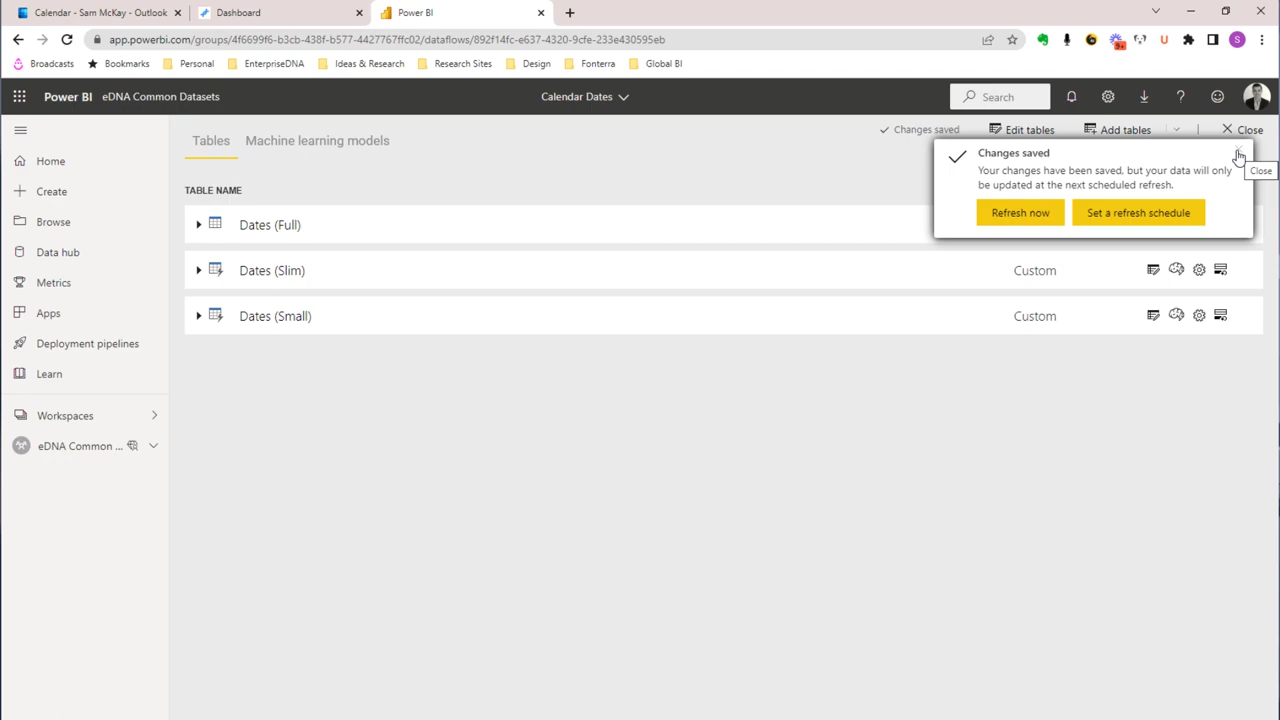 Calendar - Sam McKay - Outlook
Dashboard
Power BI
app.powerbi.com/groups/4f6699f6-b3cb-438f-b577-4427767ffc02/dataflows/892f14fc-e637-4320-9cfe-233e430595eb
9+
S
Broadcasts
Bookmarks
Personal
EnterpriseDNA
Ideas & Research
Research Sites
Design
Fonterra
Global BI
Power BI
eDNA Common Datasets
Calendar Dates
Search
Home
Create
Browse
Data hub
Metrics
Apps
Deployment pipelines
Learn
Workspaces
eDNA Common ...
Tables
Machine learning models
Changes saved
Edit tables
Add tables
Close
TABLE NAME
Dates (Full)
Dates (Slim)
Custom
Dates (Small)
Custom
Changes saved
Your changes have been saved, but your data will only
be updated at the next scheduled refresh.
Refresh now
Set a refresh schedule
Close